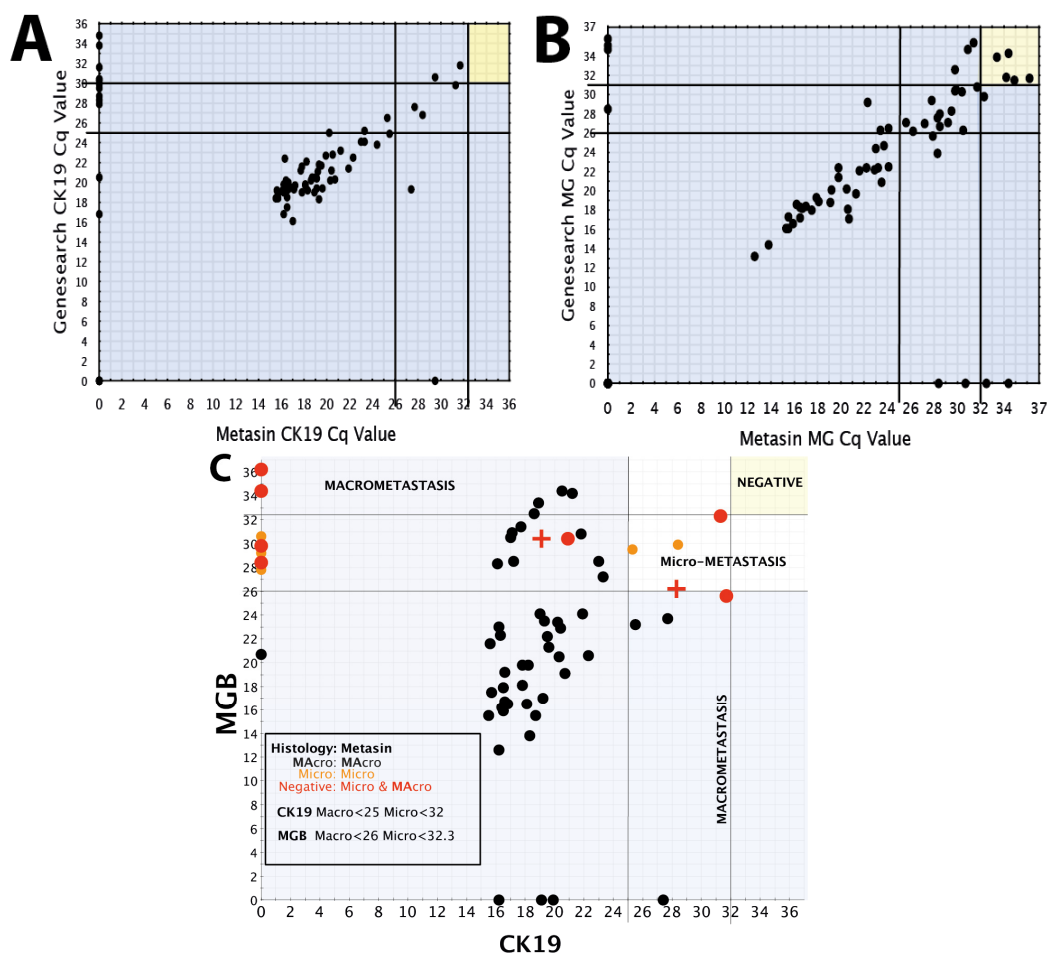 A
36
34
32
30
28
26
24
22
20
18
16
14
12
10
8
6
4
2
0
Genesearch CK19 Cq Value
0 2 4 6 8 10 12 14 16 18 20 22 24 26 28 30 32 34 36
Metasin CK19 Cq Value
B
37
34
32
30
28
26
24
22
20
18
16
14
12
10
8
6
4
2
0
Genesearch MG Cq Value
0 2 4 6 8 10 12 14 16 18 20 22 24 26 28 30 32 34 37
Metasin MG Cq Value
C
36
34
32
30
28
26
24
22
20
18
16
14
12
10
8
6
4
2
0
MGB
MACROMETASTASIS
NEGATIVE
Micro-METASTASIS
MACROMETASTASIS
Histology: Metasin
MAcro: MAcro
Micro: Micro
Negative: Micro & MAcro
CK19 Macro<25 Micro<32
MGB Macro<26 Micro<32.3
0 2 4 6 8 10 12 14 16 18 20 22 24 26 28 30 32 34 36
CK19